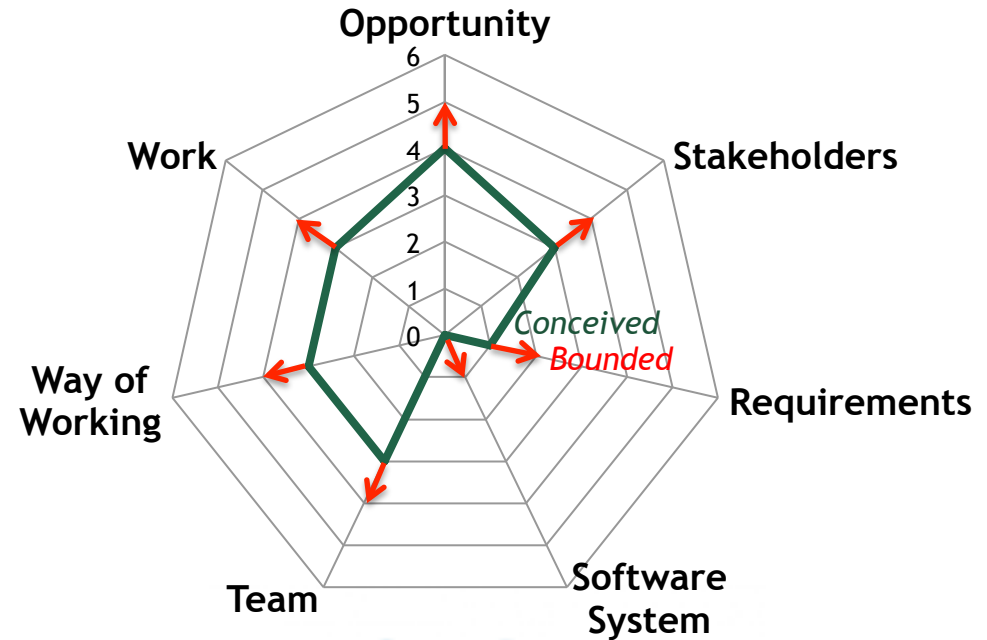 Opportunity
6
5
Work
4
Stakeholders
3
2
1
Conceived
0
Bounded
Way of
Working
Requirements
Software
System
Team